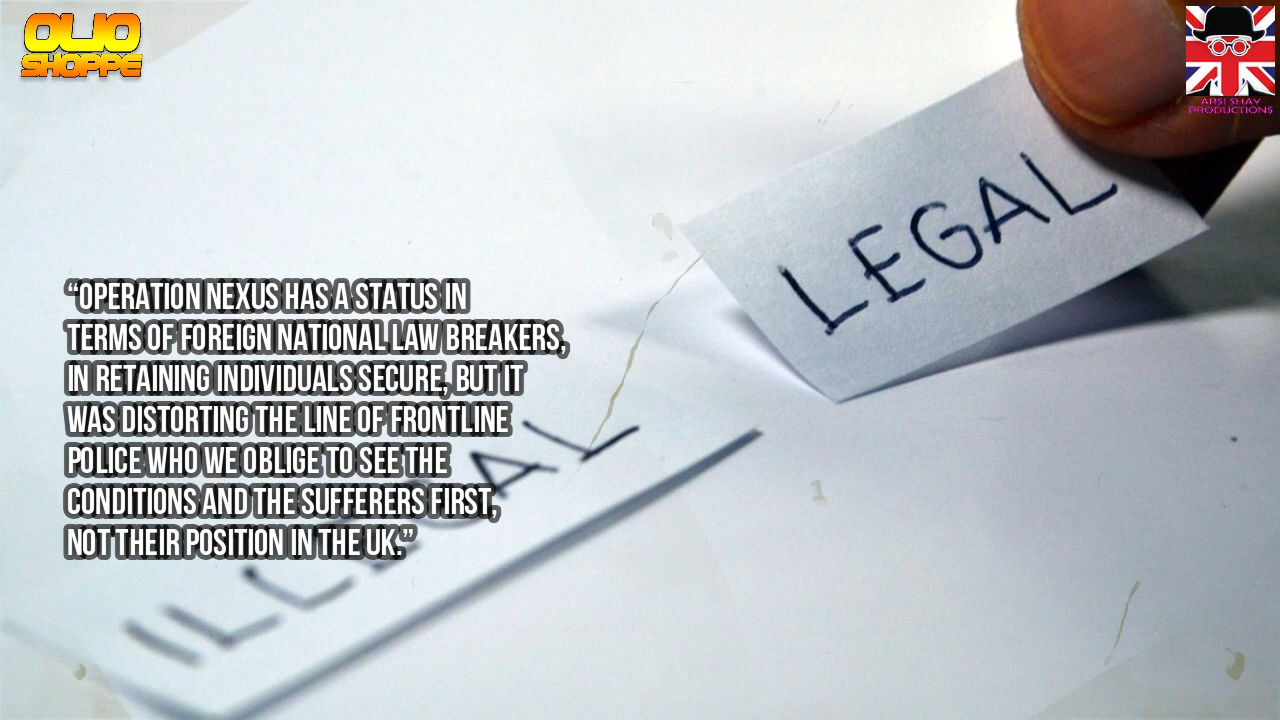 OLIO
SHOPPE
ARSI SHAY
PRODUCTIONS
LEGAL
“OPERATION NEXUS HAS A STATUS IN
TERMS OF FOREIGN NATIONAL LAW BREAKERS,
IN RETAINING INDIVIDUALS SECURE, BUT IT
WAS DISTORTING THE LINE OF FRONTLINE
POLICE WHO WE OBLIGE TO SEE THE
CONDITIONS AND THE SUFFERERS FIRST,
NOT THEIR POSITION IN THE UK.”
ILLEGAL